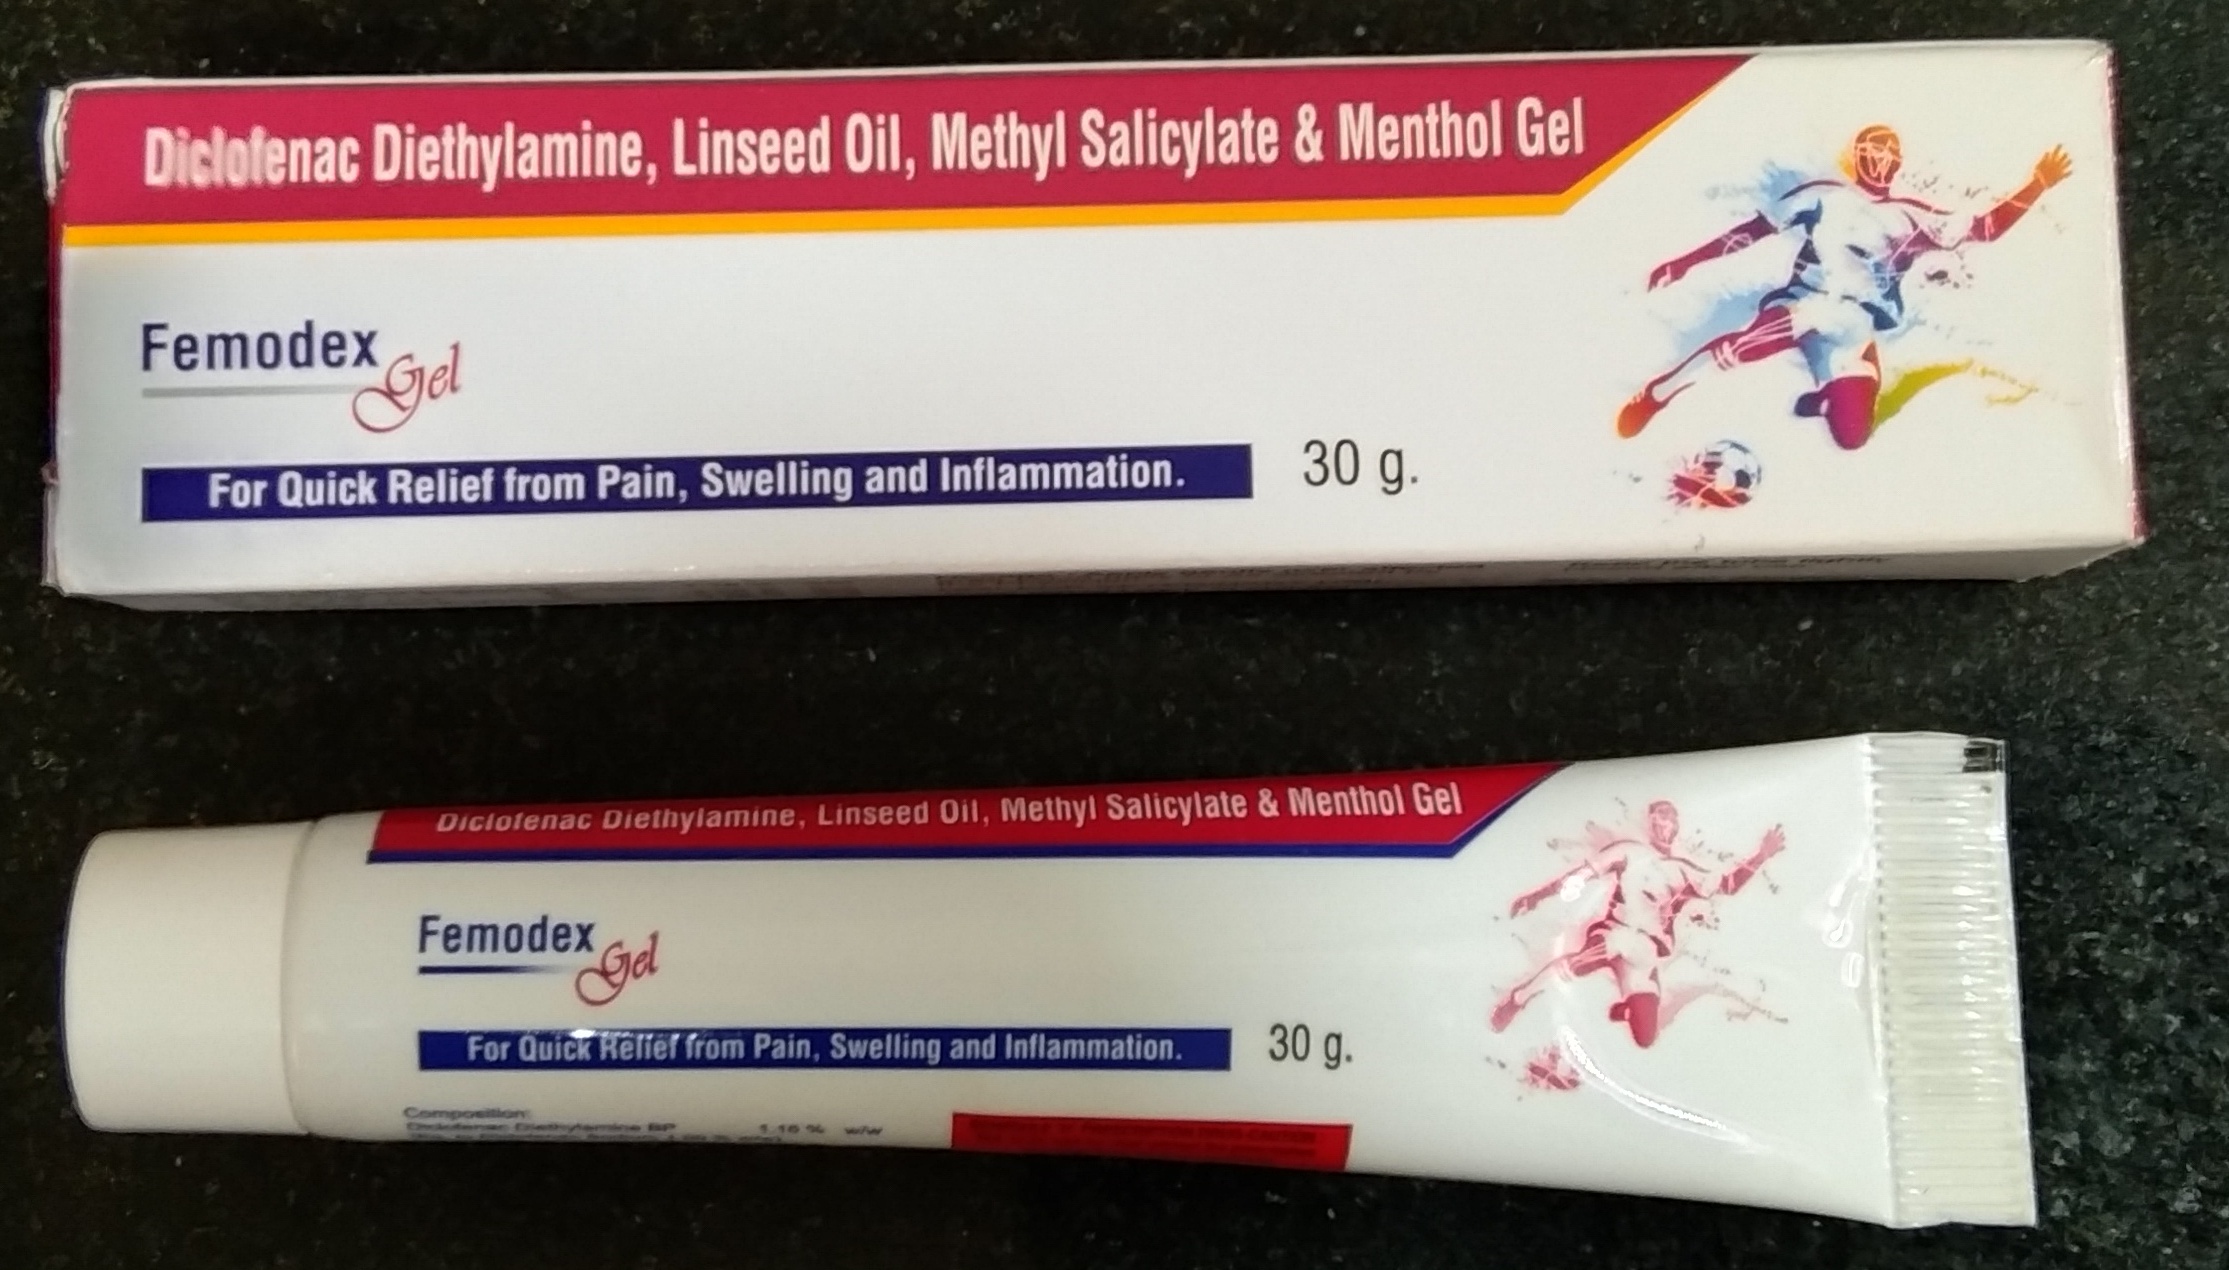 Diclofenac Diethylamine, Linseed Oil, Methyl Salicylate & Menthol Gel
Femodex
Gel
For Quick Relief from Pain, Swelling and Inflammation.
30 g.
Diclofenac Diethylamine, Linseed Oil, Methyl Salicylate & Menthol Gel
Femodex
Gel
For Quick Relief from Pain, Swelling and Inflammation.
30 g.
Composition:
Diclofenac Diethylamine BP 1.16 % w/w